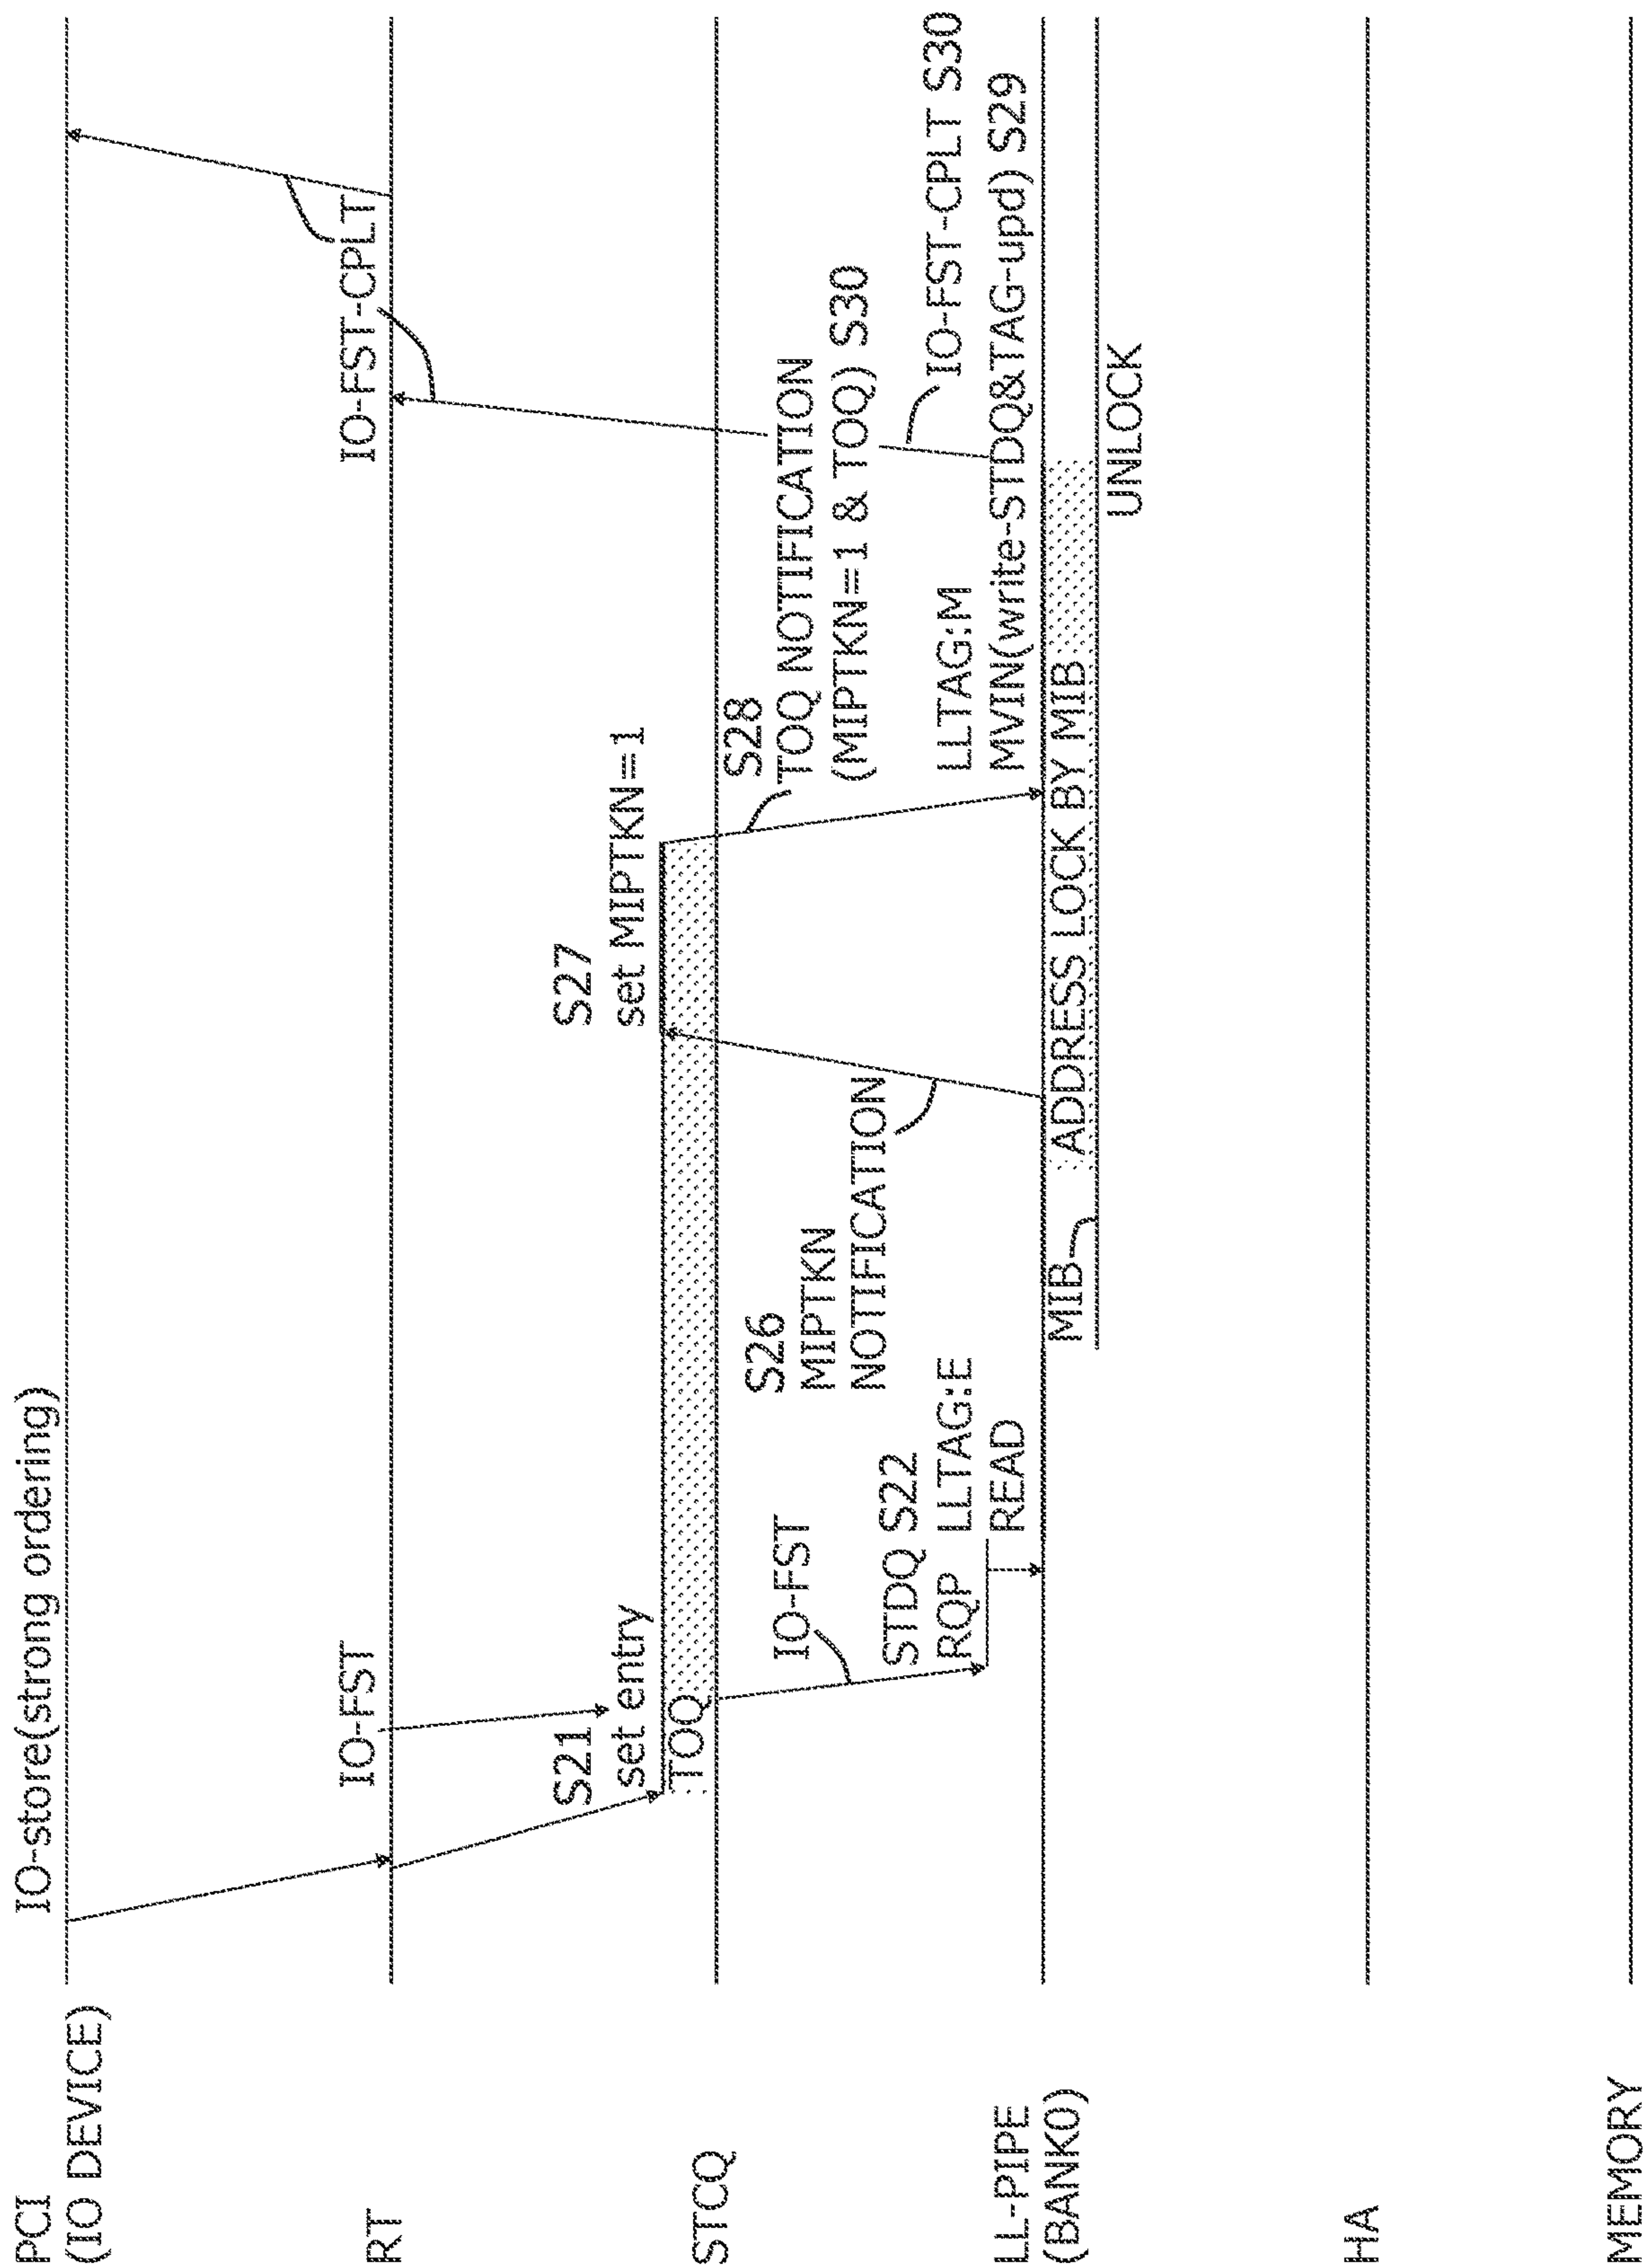 PCI
(IO DEVICE)
IO-store(strong ordering)
RT
IO-FST
IO-FST-CPLT
STCQ
S21
set entry
TOQ
S27
set MIPTKN=1
LL-PIPE
(BANK0)
IO-FST
STDQ S22
RQP LLTAG:E
READ
S26
MIPTKN
NOTIFICATION
S28
TOQ NOTIFICATION
(MIPTKN=1 & TOQ) S30
IO-FST-CPLT S30
LLTAG:M
MVIN(write-STDQ&TAG-upd) S29
MIB
ADDRESS LOCK BY MIB
UNLOCK
HA
MEMORY